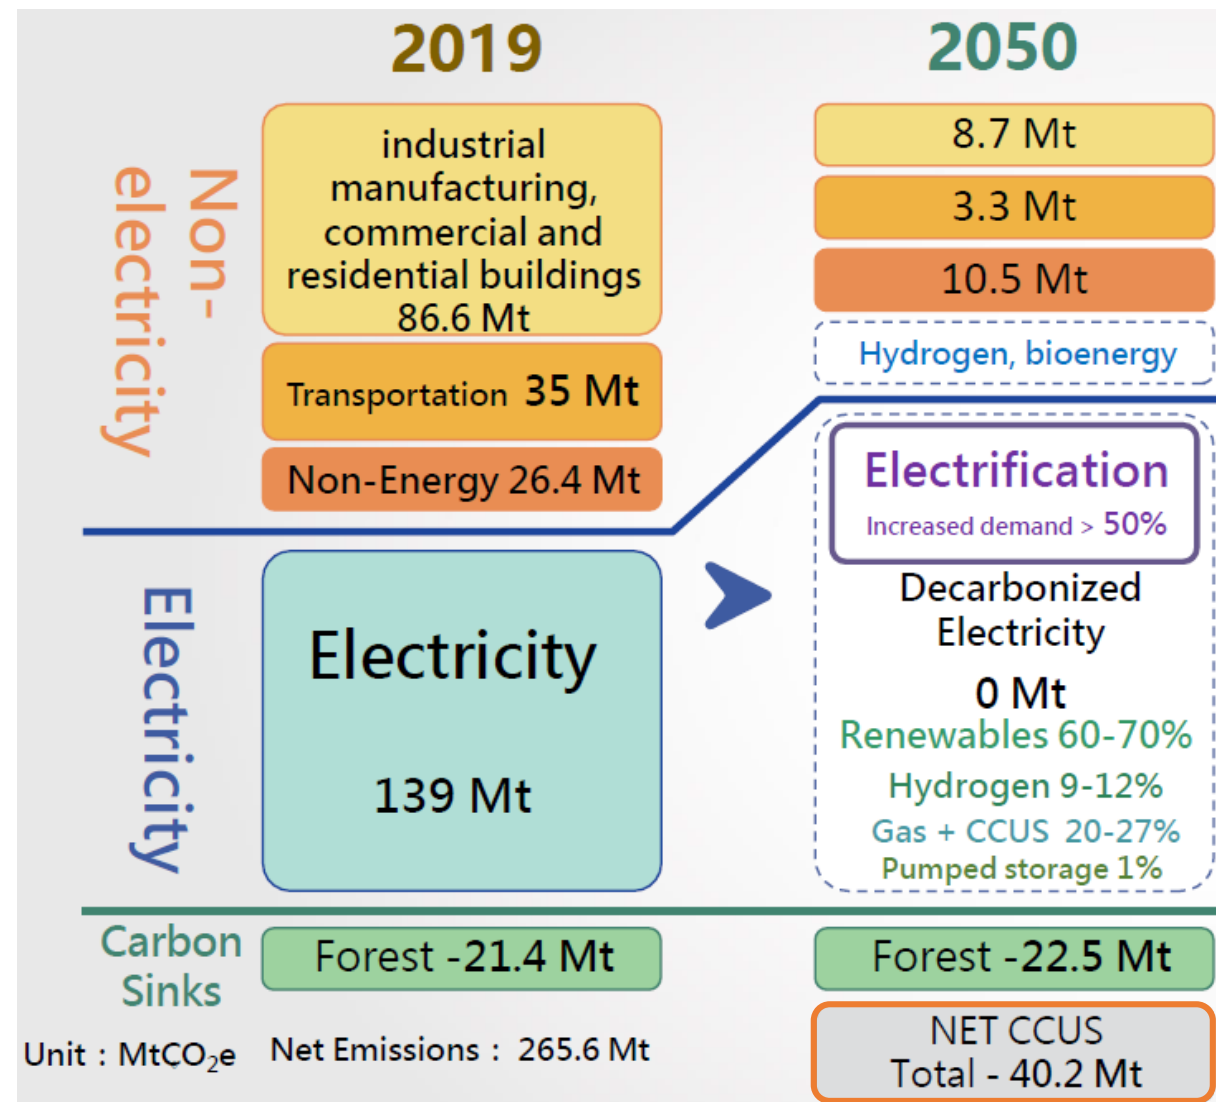 2019
2050
Non-
electricity
industrial
manufacturing,
commercial and
residential buildings
86.6 Mt
Transportation 35 Mt
Non-Energy 26.4 Mt
8.7 Mt
3.3 Mt
10.5 Mt
Hydrogen, bioenergy
Electricity
Electricity
139 Mt
Electrification
Increased demand > 50%
Decarbonized
Electricity
0 Mt
Renewables 60-70%
Hydrogen 9-12%
Gas + CCUS 20-27%
Pumped storage 1%
Carbon
Sinks
Forest -21.4 Mt
Forest -22.5 Mt
Unit : MtCO₂e
Net Emissions : 265.6 Mt
NET CCUS
Total - 40.2 Mt